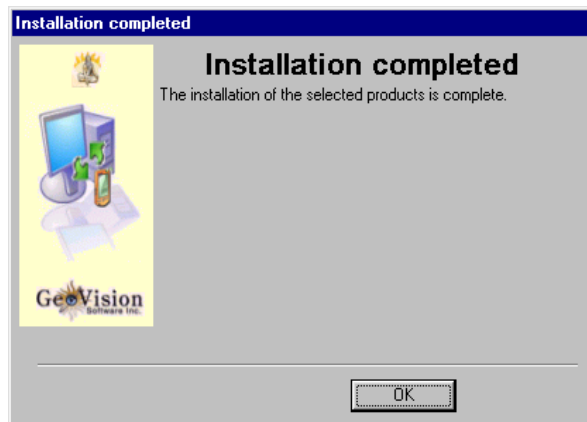 Installation completed
Installation completed
The installation of the selected products is complete.
GeoVision
Software Inc.
OK